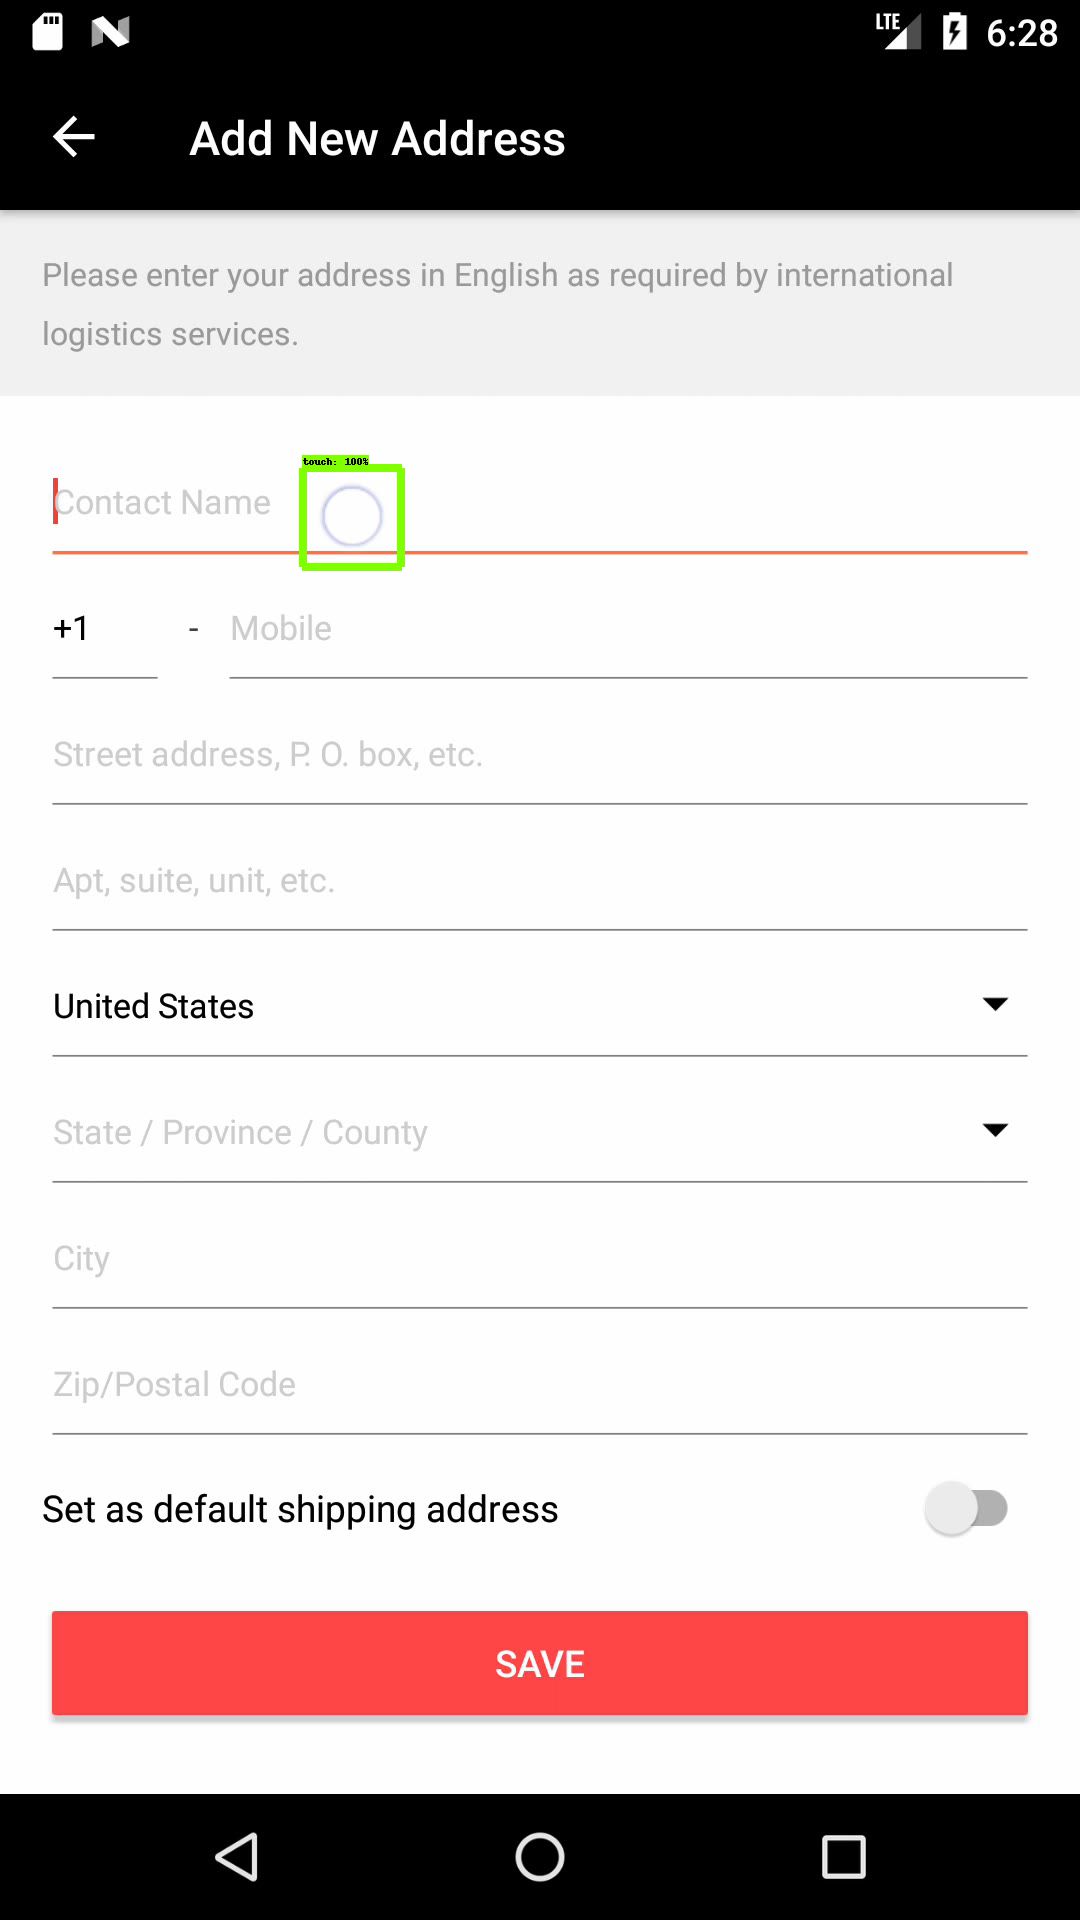 LTE 6:28
Add New Address
Please enter your address in English as required by international
logistics services.
touch: 100%
Contact Name
+1 - Mobile
Street address, P. O. box, etc.
Apt, suite, unit, etc.
United States
State / Province / County
City
Zip/Postal Code
Set as default shipping address
SAVE